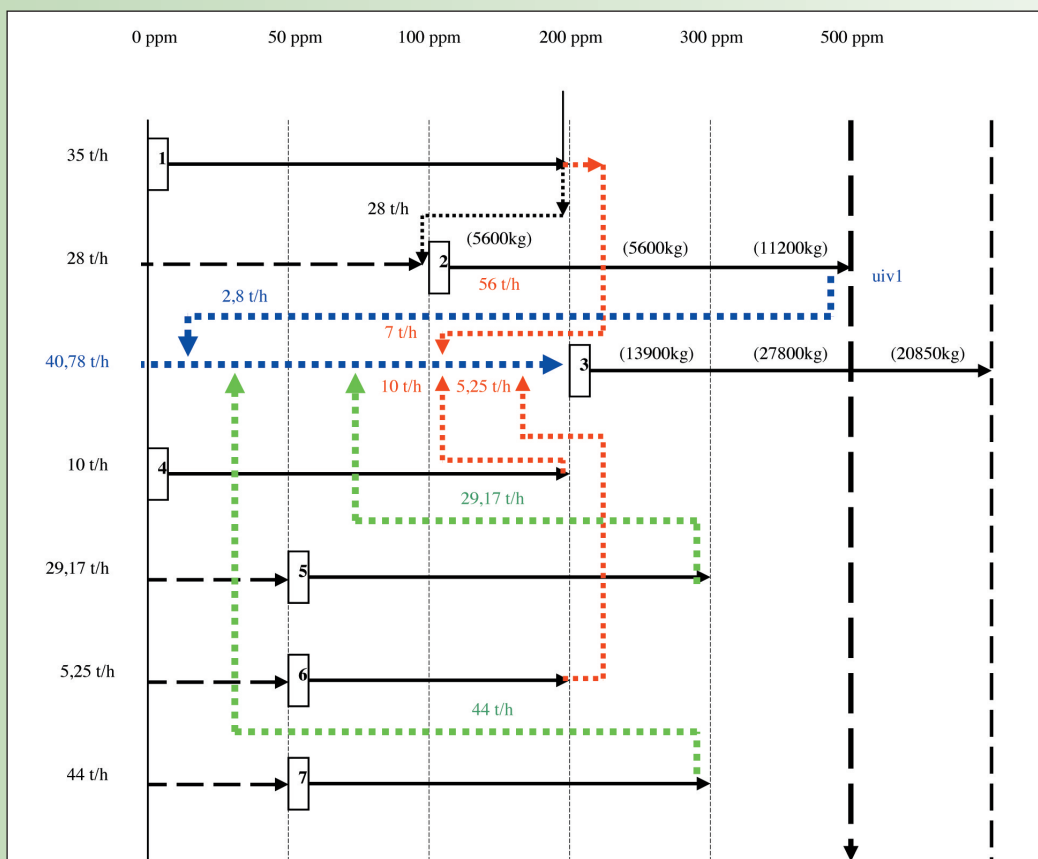 0 ppm 50 ppm 100 ppm 200 ppm 300 ppm 500 ppm
35 t/h 1
28 t/h
(5600kg) (5600kg) (11200kg)
28 t/h 2
56 t/h uiv1
2,8 t/h
7 t/h
40,78 t/h 3 (13900kg) (27800kg) (20850kg)
10 t/h 5,25 t/h
10 t/h 4
29,17 t/h
29,17 t/h 5
5,25 t/h 6
44 t/h
44 t/h 7